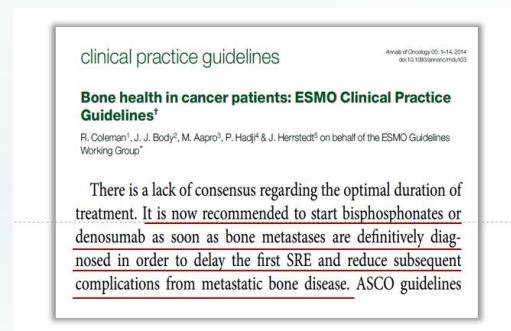 clinical practice guidelines
Annals of Oncology 00: 1–14, 2014
doi:10.1093/annonc/mdu103
Bone health in cancer patients: ESMO Clinical Practice
Guidelines†
R. Coleman1, J. J. Body2, M. Aapro3, P. Hadji4 & J. Herrstedt5 on behalf of the ESMO Guidelines
Working Group*
There is a lack of consensus regarding the optimal duration of
treatment. It is now recommended to start bisphosphonates or
denosumab as soon as bone metastases are definitively diag-
nosed in order to delay the first SRE and reduce subsequent
complications from metastatic bone disease. ASCO guidelines